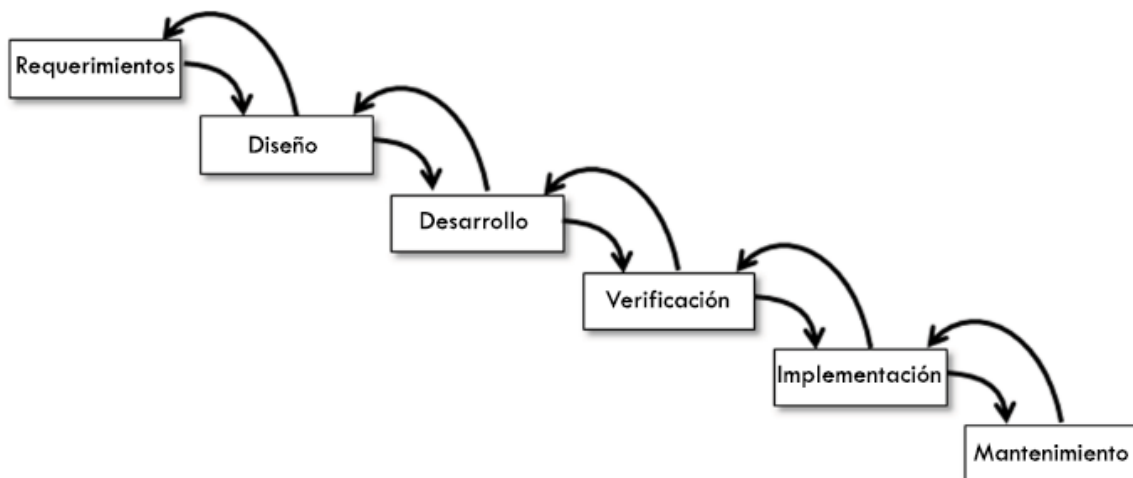 Requerimientos
Diseño
Desarrollo
Verificación
Implementación
Mantenimiento